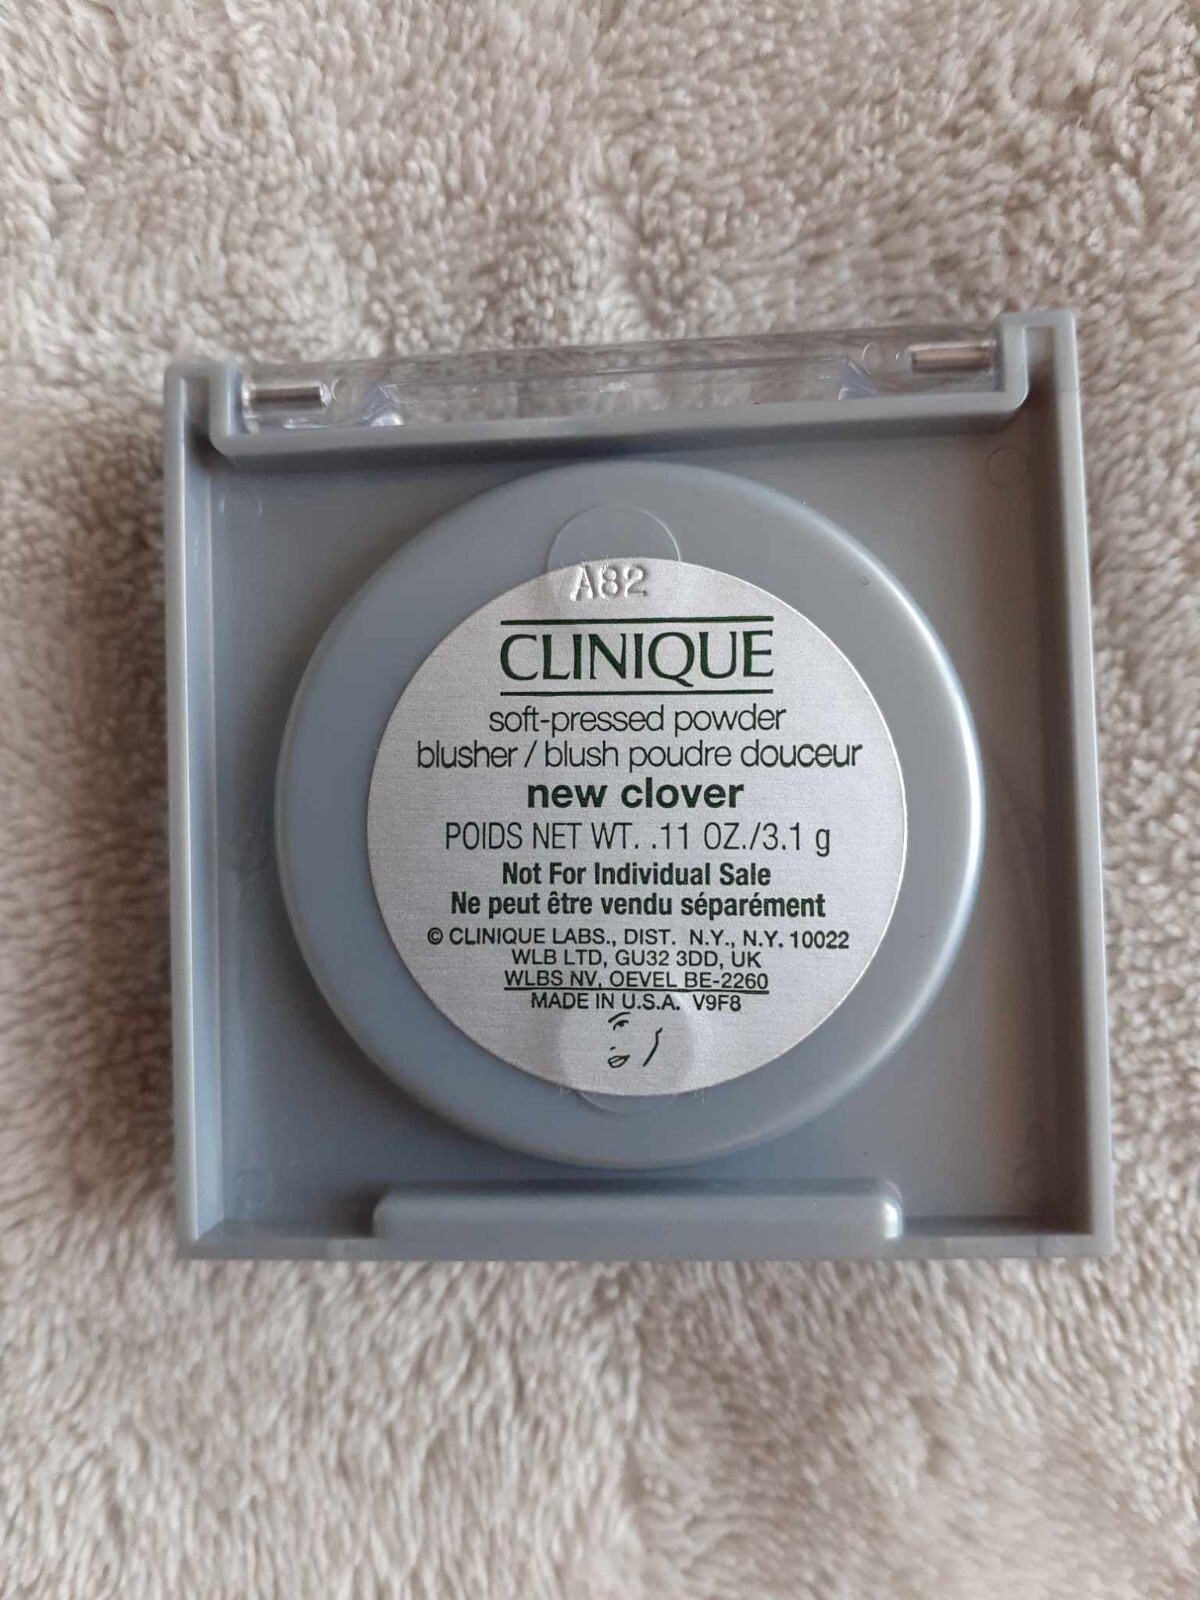 A82
CLINIQUE
soft-pressed powder
blusher / blush poudre douceur
new clover
POIDS NET WT. .11 OZ./3.1 g
Not For Individual Sale
Ne peut être vendu séparément
© CLINIQUE LABS., DIST. N.Y., N.Y. 10022
WLB LTD, GU32 3DD, UK
WLBS NV, OEVEL BE-2260
MADE IN U.S.A. V9F8